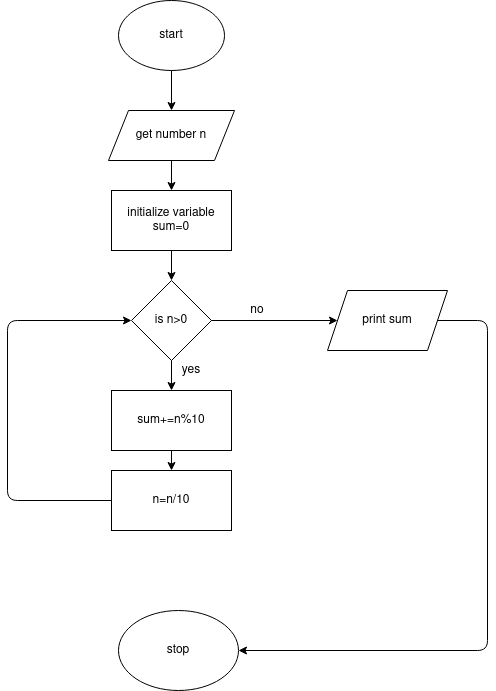 start
get number n
initialize variable
sum=0
is n>0
no
print sum
yes
sum+=n%10
n=n/10
stop